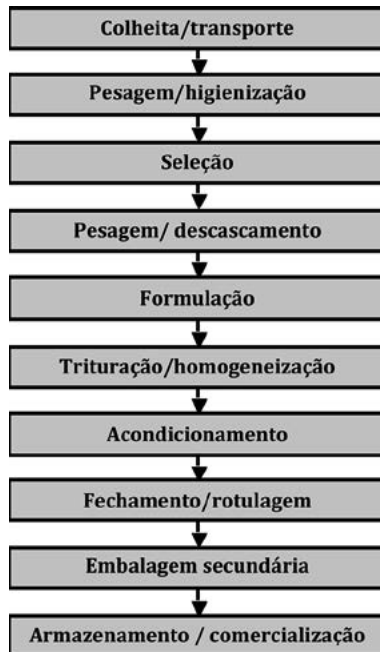 Colheita/transporte
Pesagem/higienização
Seleção
Pesagem/ descascamento
Formulação
Trituração/homogeneização
Acondicionamento
Fechamento/rotulagem
Embalagem secundária
Armazenamento / comercialização